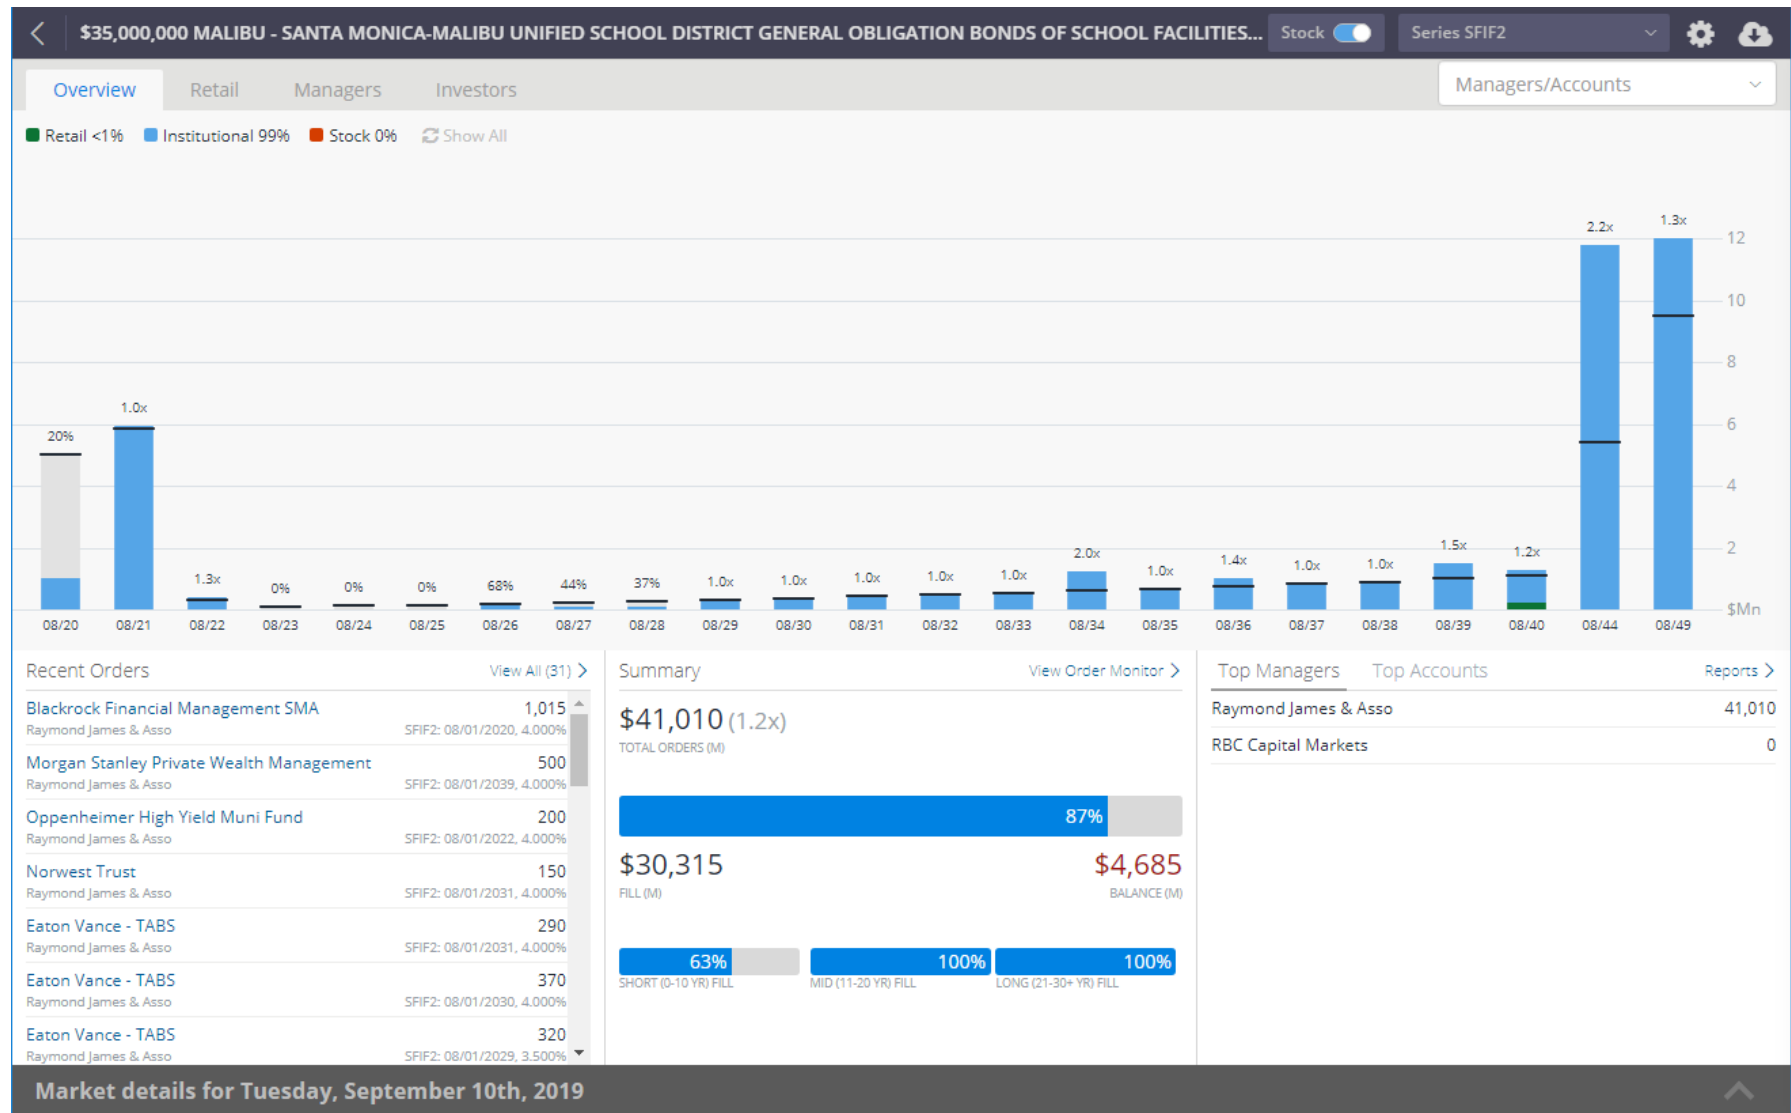 $35,000,000 MALIBU - SANTA MONICA-MALIBU UNIFIED SCHOOL DISTRICT GENERAL OBLIGATION BONDS OF SCHOOL FACILITIES... Stock Series SFIF2
Overview Retail Managers Investors Managers/Accounts
Retail <1% Institutional 99% Stock 0% Show All
2.2x 1.3x
12
10
8
1.0x
6
20%
4
2.0x 1.5x 1.2x
2
1.3x 0% 0% 0% 68% 44% 37% 1.0x 1.0x 1.0x 1.0x 1.0x 1.0x 1.4x 1.0x 1.0x
$Mn
08/20 08/21 08/22 08/23 08/24 08/25 08/26 08/27 08/28 08/29 08/30 08/31 08/32 08/33 08/34 08/35 08/36 08/37 08/38 08/39 08/40 08/44 08/49
Recent Orders View All (31)
Blackrock Financial Management SMA 1,015
Raymond James & Asso SFIF2: 08/01/2020, 4.000%
Morgan Stanley Private Wealth Management 500
Raymond James & Asso SFIF2: 08/01/2039, 4.000%
Oppenheimer High Yield Muni Fund 200
Raymond James & Asso SFIF2: 08/01/2022, 4.000%
Norwest Trust 150
Raymond James & Asso SFIF2: 08/01/2031, 4.000%
Eaton Vance - TABS 290
Raymond James & Asso SFIF2: 08/01/2031, 4.000%
Eaton Vance - TABS 370
Raymond James & Asso SFIF2: 08/01/2030, 4.000%
Eaton Vance - TABS 320
Raymond James & Asso SFIF2: 08/01/2029, 3.500%
Summary View Order Monitor
$41,010 (1.2x)
TOTAL ORDERS (M)
87%
$30,315 $4,685
FILL (M) BALANCE (M)
63% 100% 100%
SHORT (0-10 YR) FILL MID (11-20 YR) FILL LONG (21-30+ YR) FILL
Top Managers Top Accounts Reports
Raymond James & Asso 41,010
RBC Capital Markets 0
Market details for Tuesday, September 10th, 2019